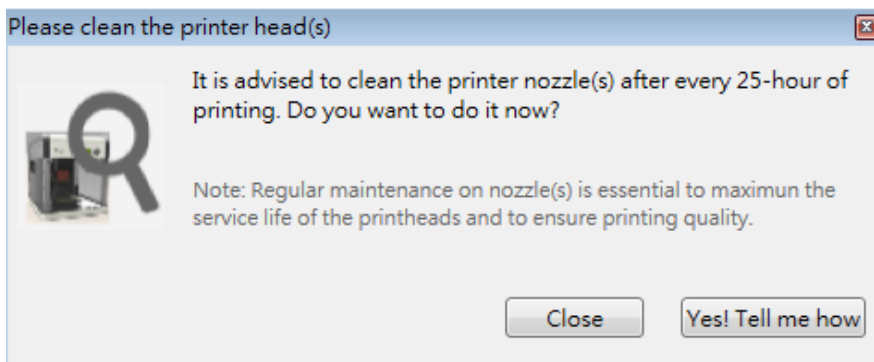 Please clean the printer head(s)
It is advised to clean the printer nozzle(s) after every 25-hour of
printing. Do you want to do it now?
Note: Regular maintenance on nozzle(s) is essential to maximun the
service life of the printheads and to ensure printing quality.
Close
Yes! Tell me how